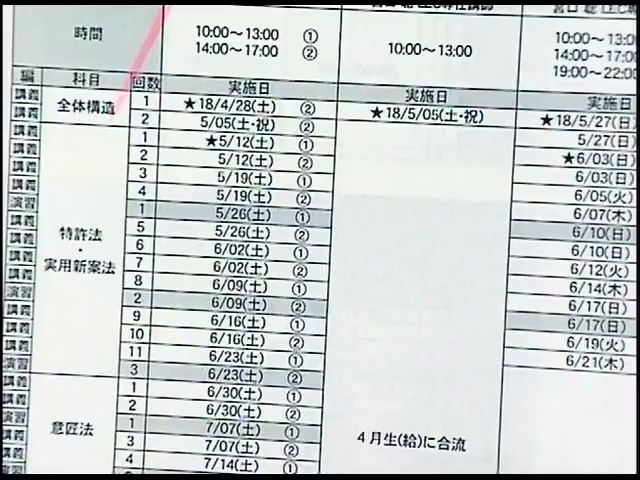 宮口 聡 LEC専任講師
時間 10:00～13:00 ① 14:00～17:00 ② 10:00～13:00 10:00～13:0 14:00～17:0 19:00～22:0
編 科目 回数 実施日 実施日 実施日
講義 全体構造 1 ★18/4/28(土) ② ★18/5/05(土・祝) ★18/5/27(日)
講義 2 5/05(土・祝) ② 5/27(日)
講義 特許法・実用新案法 1 ★5/12(土) ① ★6/03(日)
講義 2 5/12(土) ② 6/03(日)
講義 3 5/19(土) ① 6/05(火)
講義 4 5/19(土) ② 6/07(木)
演習 1 5/26(土) ① 6/10(日)
講義 5 5/26(土) ② 6/10(日)
講義 6 6/02(土) ① 6/12(火)
講義 7 6/02(土) ② 6/14(木)
講義 8 6/09(土) ① 6/17(日)
演習 2 6/09(土) ② 6/17(日)
講義 9 6/16(土) ① 6/19(火)
講義 10 6/16(土) ② 6/21(木)
講義 11 6/23(土) ①
演習 3 6/23(土) ②
講義 意匠法 1 6/30(土) ①
講義 2 6/30(土) ②
演習 1 7/07(土) ①
講義 3 7/07(土) ② 4月生(給)に合流
講義 4 7/14(土) ①